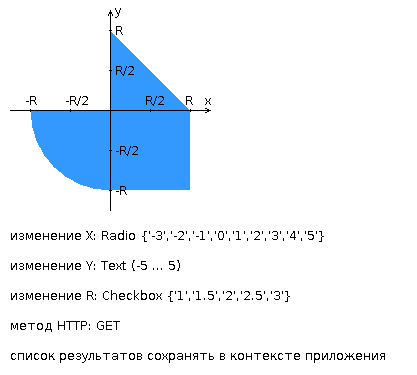 y
R
R/2
-R -R/2 R/2 R x
-R/2
-R
изменение X: Radio {'-3','-2','-1','0','1','2','3','4','5'}
изменение Y: Text (-5 ... 5)
изменение R: Checkbox {'1','1.5','2','2.5','3'}
метод HTTP: GET
список результатов сохранять в контексте приложения